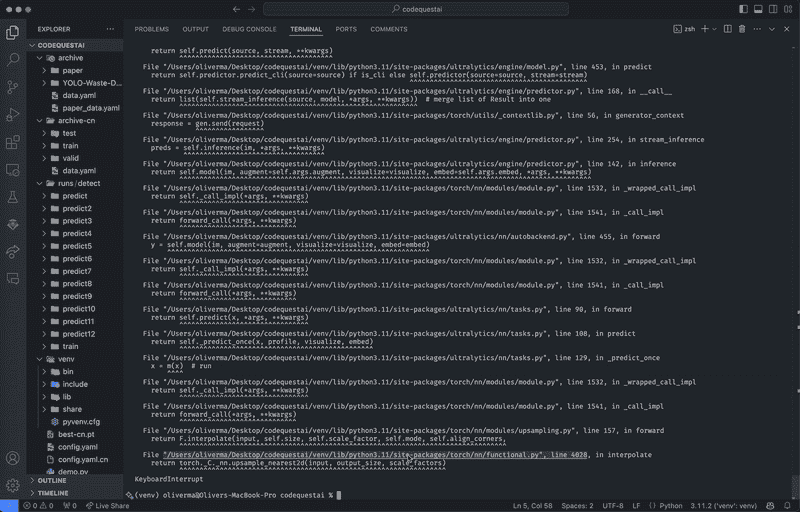 codequestai
EXPLORER
PROBLEMS OUTPUT DEBUG CONSOLE TERMINAL PORTS COMMENTS
zsh
CODEQUESTAI
archive
paper
YOLO-Waste-D...
data.yaml
paper_data.yaml
archive-cn
test
train
valid
data.yaml
runs/detect
predict
predict2
predict3
predict4
predict5
predict6
predict7
predict8
predict9
predict10
predict11
predict12
train
venv
bin
include
lib
share
pyvenv.cfg
best-cn.pt
config.yaml
config.yaml.cn
demo.py
OUTLINE
TIMELINE
return self.predict(source, stream, **kwargs)
^^^^^^^^^^^^^^^^^^^^^^^^^^^^^^^^^^^^^^
File "/Users/oliverma/Desktop/codequestai/venv/lib/python3.11/site-packages/ultralytics/engine/model.py", line 453, in predict
return self.predictor.predict_cli(source=source) if is_cli else self.predictor(source=source, stream=stream)
^^^^^^^^^^^^^^^^^^^^^^^^^^^^^^^^^^^^^^^^^^^^
File "/Users/oliverma/Desktop/codequestai/venv/lib/python3.11/site-packages/ultralytics/engine/predictor.py", line 168, in __call__
return list(self.stream_inference(source, model, *args, **kwargs))  # merge list of Result into one
^^^^^^^^^^^^^^^^^^^^^^^^^^^^^^^^^^^^^^^^^^^^^^^^^^^^^^^^^^^
File "/Users/oliverma/Desktop/codequestai/venv/lib/python3.11/site-packages/torch/utils/_contextlib.py", line 56, in generator_context
response = gen.send(request)
^^^^^^^^^^^^^^^^^
File "/Users/oliverma/Desktop/codequestai/venv/lib/python3.11/site-packages/ultralytics/engine/predictor.py", line 254, in stream_inference
preds = self.inference(im, *args, **kwargs)
^^^^^^^^^^^^^^^^^^^^^^^^^^^^^^^^^^^
File "/Users/oliverma/Desktop/codequestai/venv/lib/python3.11/site-packages/ultralytics/engine/predictor.py", line 142, in inference
return self.model(im, augment=self.args.augment, visualize=visualize, embed=self.args.embed, *args, **kwargs)
^^^^^^^^^^^^^^^^^^^^^^^^^^^^^^^^^^^^^^^^^^^^^^^^^^^^^^^^^^^^^^^^^^^^^^^^^^^^^^^^^^^^^^^^^^^^^^^^^^^^^^
File "/Users/oliverma/Desktop/codequestai/venv/lib/python3.11/site-packages/torch/nn/modules/module.py", line 1532, in _wrapped_call_impl
return self._call_impl(*args, **kwargs)
^^^^^^^^^^^^^^^^^^^^^^^^^^^^^^^^
File "/Users/oliverma/Desktop/codequestai/venv/lib/python3.11/site-packages/torch/nn/modules/module.py", line 1541, in _call_impl
return forward_call(*args, **kwargs)
^^^^^^^^^^^^^^^^^^^^^^^^^^^^^
File "/Users/oliverma/Desktop/codequestai/venv/lib/python3.11/site-packages/ultralytics/nn/autobackend.py", line 455, in forward
y = self.model(im, augment=augment, visualize=visualize, embed=embed)
^^^^^^^^^^^^^^^^^^^^^^^^^^^^^^^^^^^^^^^^^^^^^^^^^^^^^^^^^^^^^^^^^
File "/Users/oliverma/Desktop/codequestai/venv/lib/python3.11/site-packages/torch/nn/modules/module.py", line 1532, in _wrapped_call_impl
return self._call_impl(*args, **kwargs)
^^^^^^^^^^^^^^^^^^^^^^^^^^^^^^^^
File "/Users/oliverma/Desktop/codequestai/venv/lib/python3.11/site-packages/torch/nn/modules/module.py", line 1541, in _call_impl
return forward_call(*args, **kwargs)
^^^^^^^^^^^^^^^^^^^^^^^^^^^^^
File "/Users/oliverma/Desktop/codequestai/venv/lib/python3.11/site-packages/ultralytics/nn/tasks.py", line 90, in forward
return self.predict(x, *args, **kwargs)
^^^^^^^^^^^^^^^^^^^^^^^^^^^^^^^^
File "/Users/oliverma/Desktop/codequestai/venv/lib/python3.11/site-packages/ultralytics/nn/tasks.py", line 108, in predict
return self._predict_once(x, profile, visualize, embed)
^^^^^^^^^^^^^^^^^^^^^^^^^^^^^^^^^^^^^^^^^^^^^^^^
File "/Users/oliverma/Desktop/codequestai/venv/lib/python3.11/site-packages/ultralytics/nn/tasks.py", line 129, in _predict_once
x = m(x)  # run
^^^^
File "/Users/oliverma/Desktop/codequestai/venv/lib/python3.11/site-packages/torch/nn/modules/module.py", line 1532, in _wrapped_call_impl
return self._call_impl(*args, **kwargs)
^^^^^^^^^^^^^^^^^^^^^^^^^^^^^^^^
File "/Users/oliverma/Desktop/codequestai/venv/lib/python3.11/site-packages/torch/nn/modules/module.py", line 1541, in _call_impl
return forward_call(*args, **kwargs)
^^^^^^^^^^^^^^^^^^^^^^^^^^^^^
File "/Users/oliverma/Desktop/codequestai/venv/lib/python3.11/site-packages/torch/nn/modules/upsampling.py", line 157, in forward
return F.interpolate(input, self.size, self.scale_factor, self.mode, self.align_corners,
^^^^^^^^^^^^^^^^^^^^^^^^^^^^^^^^^^^^^^^^^^^^^^^^^^^^^^^^^^^^^^^^^^^^^^^^^^^^^^^^^
File "/Users/oliverma/Desktop/codequestai/venv/lib/python3.11/site-packages/torch/nn/functional.py", line 4028, in interpolate
return torch._C._nn.upsample_nearest2d(input, output_size, scale_factors)
^^^^^^^^^^^^^^^^^^^^^^^^^^^^^^^^^^^^^^^^^^^^^^^^^^^^^^^^^^^^^^^^^^
KeyboardInterrupt
(venv) oliverma@Olivers-MacBook-Pro codequestai %
0 0 0 Live Share Ln 5, Col 58 Spaces: 2 UTF-8 LF Python 3.11.2 ('venv': venv)